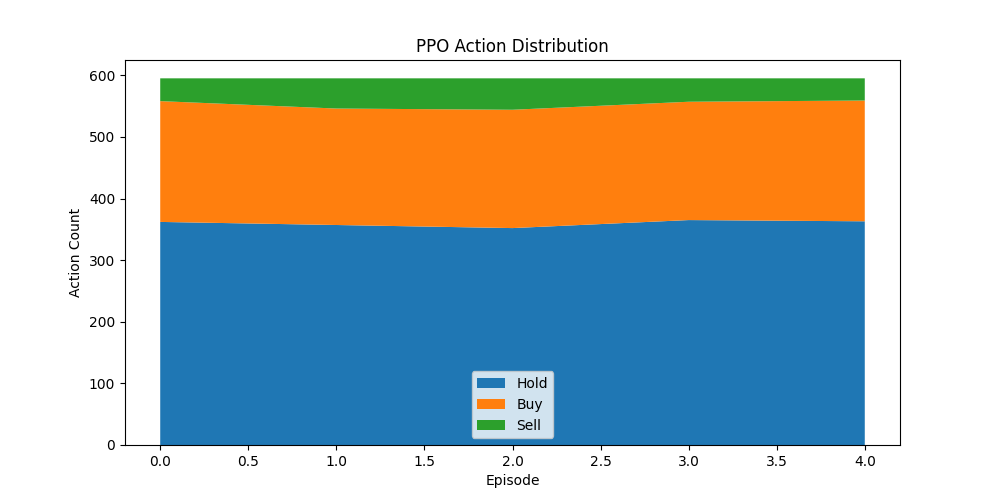 PPO Action Distribution
600
500
400
300
200
100
0
Action Count
Hold
Buy
Sell
0.0 0.5 1.0 1.5 2.0 2.5 3.0 3.5 4.0
Episode